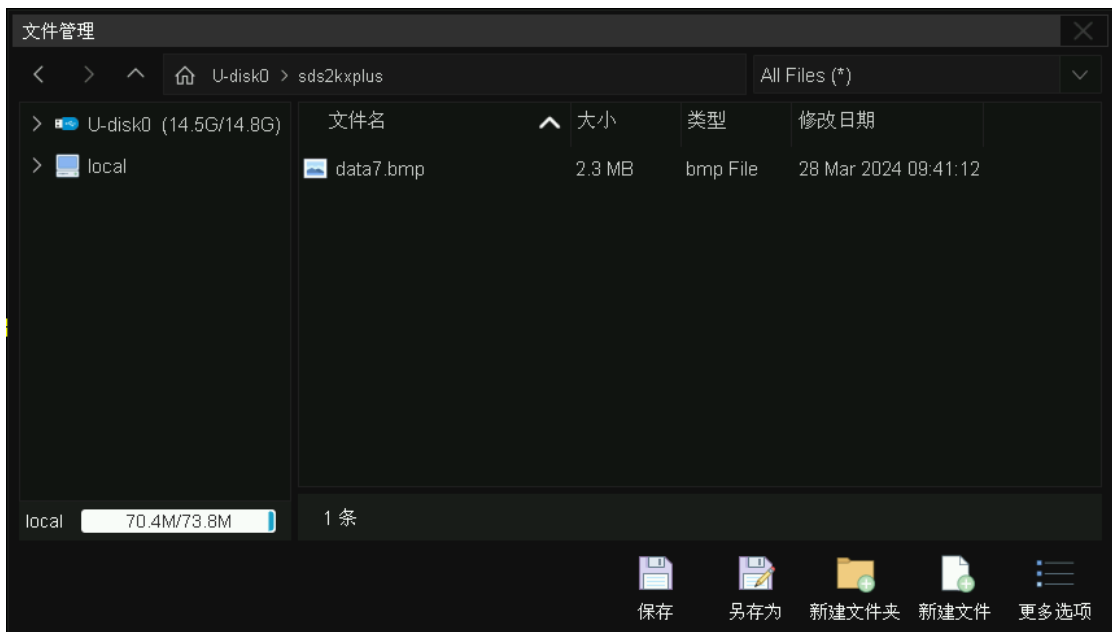 文件管理
U-disk0 > sds2kxplus
All Files (*)
U-disk0 (14.5G/14.8G)
local
文件名 大小 类型 修改日期
data7.bmp 2.3 MB bmp File 28 Mar 2024 09:41:12
local 70.4M/73.8M
1 条
保存 另存为 新建文件夹 新建文件 更多选项